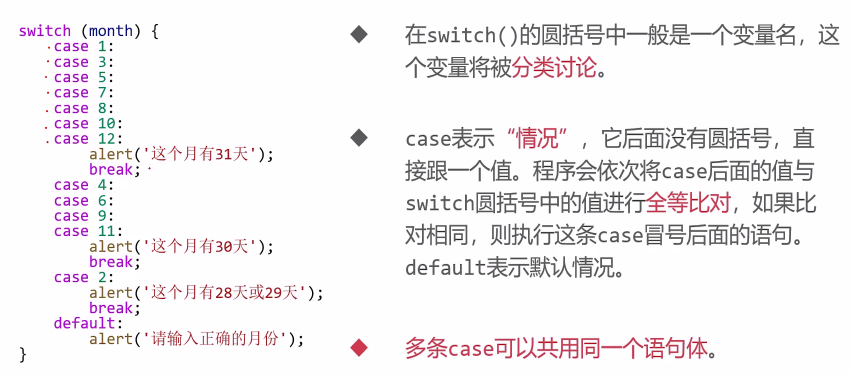 switch (month) {
case 1:
case 3:
case 5:
case 7:
case 8:
case 10:
case 12:
alert('这个月有31天');
break;
case 4:
case 6:
case 9:
case 11:
alert('这个月有30天');
break;
case 2:
alert('这个月有28天或29天');
break;
default:
alert('请输入正确的月份');
}
在switch()的圆括号中一般是一个变量名，这
个变量将被分类讨论。
case表示“情况”，它后面没有圆括号，直
接跟一个值。程序会依次将case后面的值与
switch圆括号中的值进行全等比对，如果比
对相同，则执行这条case冒号后面的语句。
default表示默认情况。
多条case可以共用同一个语句体。